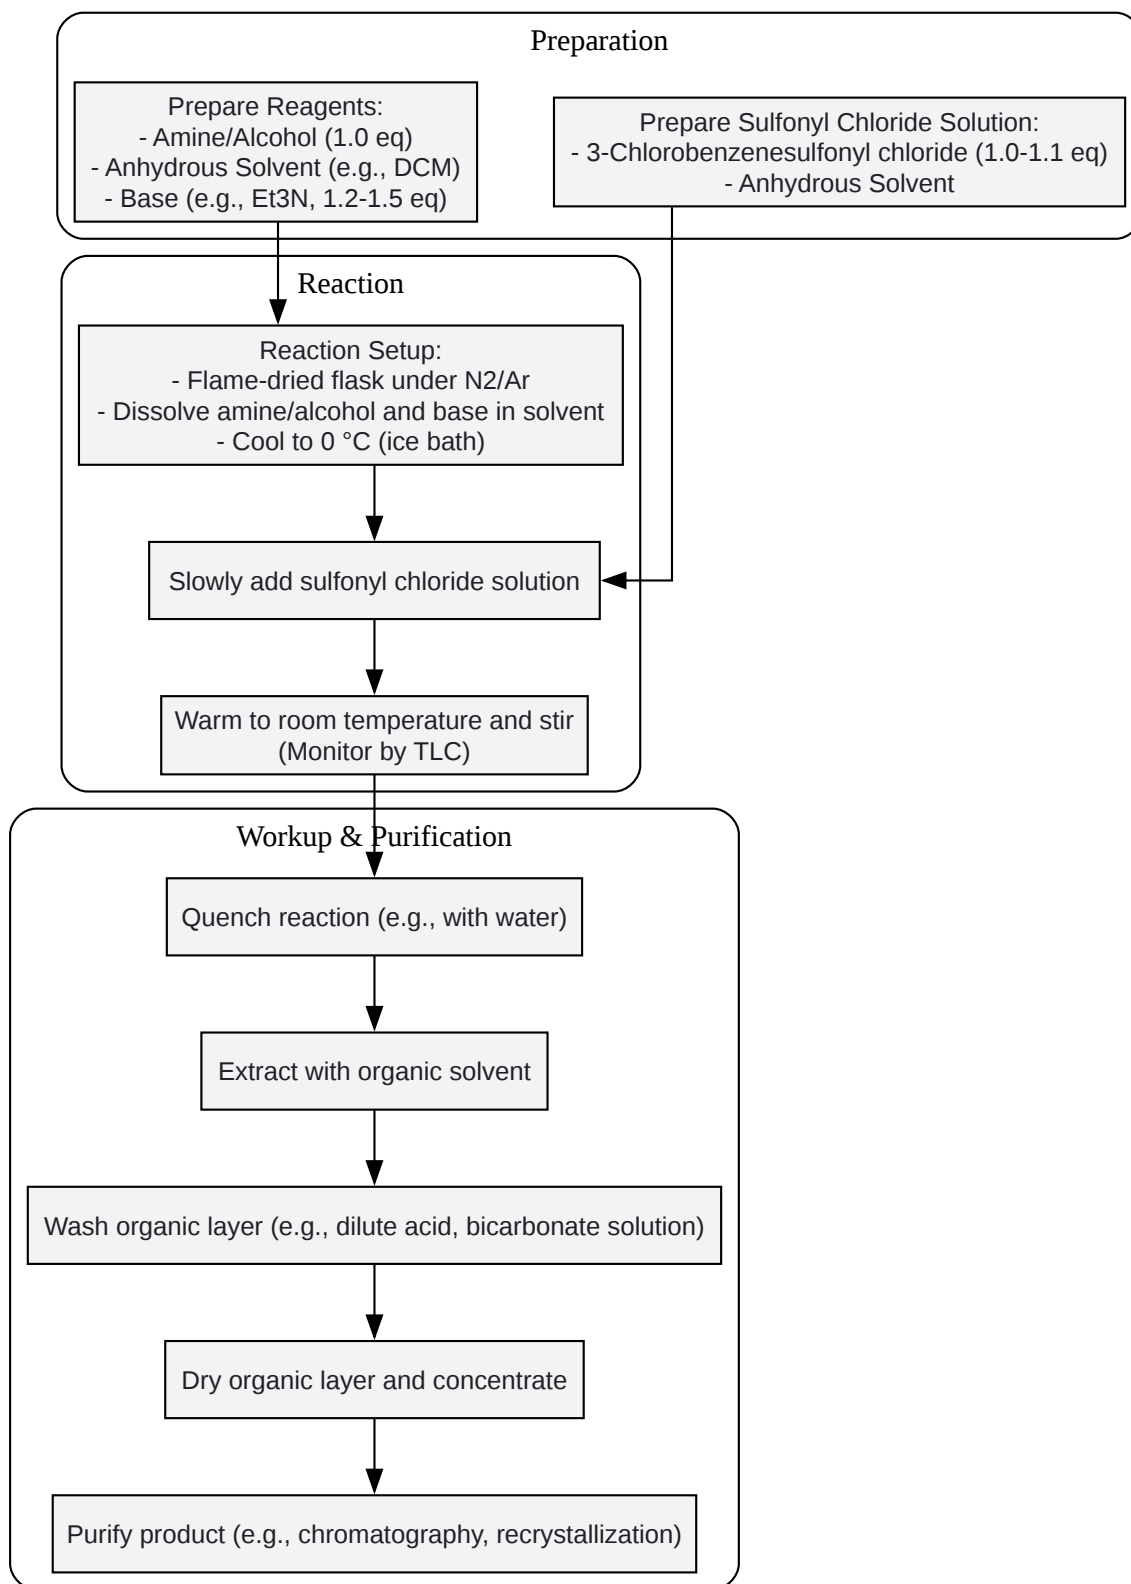 Preparation
Prepare Reagents:
- Amine/Alcohol (1.0 eq)
- Anhydrous Solvent (e.g., DCM)
- Base (e.g., Et3N, 1.2-1.5 eq)
Prepare Sulfonyl Chloride Solution:
- 3-Chlorobenzenesulfonyl chloride (1.0-1.1 eq)
- Anhydrous Solvent
Reaction
Reaction Setup:
- Flame-dried flask under N2/Ar
- Dissolve amine/alcohol and base in solvent
- Cool to 0 °C (ice bath)
Slowly add sulfonyl chloride solution
Warm to room temperature and stir
(Monitor by TLC)
Workup & Purification
Quench reaction (e.g., with water)
Extract with organic solvent
Wash organic layer (e.g., dilute acid, bicarbonate solution)
Dry organic layer and concentrate
Purify product (e.g., chromatography, recrystallization)